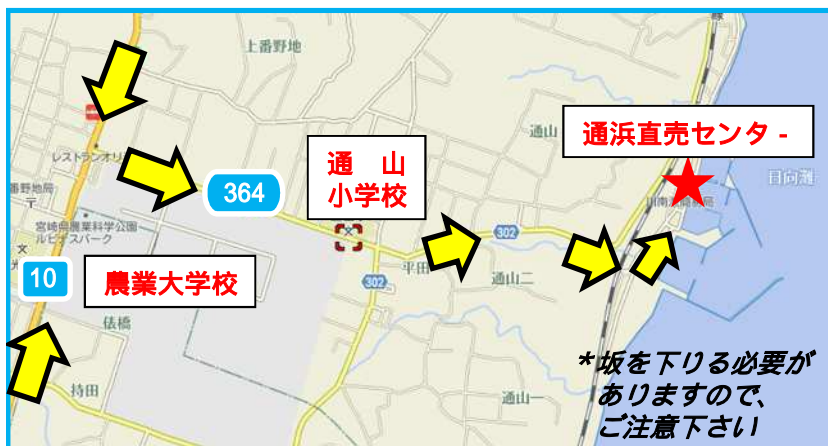 上番野地
線
レストランオリ
通山
通浜直売センタ -
通 山
小学校
364
日向灘
番野地局
宮崎県農業科学公園
ルピナスパーク
302
10
農業大学校
平田
302
通山二
俵橋
持田
通山一
*坂を下りる必要が
ありますので、
ご注意下さい